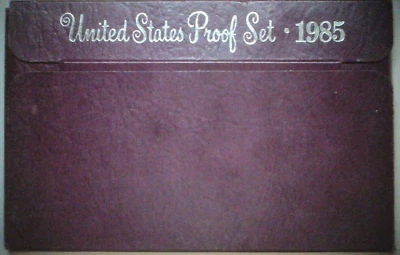 United States Proof Set · 1985